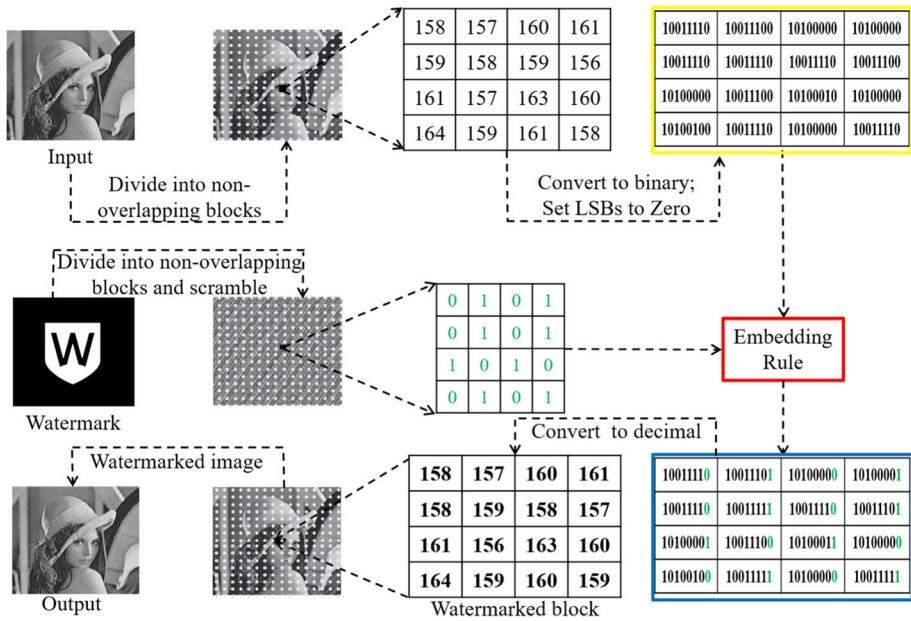 158 157 160 161
159 158 159 156
161 157 163 160
164 159 161 158
10011110 10011100 10100000 10100000
10011110 10011110 10011110 10011100
10100000 10011100 10100010 10100000
10100100 10011110 10100000 10011110
Input
Divide into non-
overlapping blocks
Convert to binary;
Set LSBs to Zero
Divide into non-overlapping
blocks and scramble
W
Watermark
0 1 0 1
0 1 0 1
1 0 1 0
0 1 0 1
Embedding
Rule
Convert to decimal
Watermarked image
158 157 160 161
158 159 158 157
161 156 163 160
164 159 160 159
10011110 10011101 10100000 10100001
10011110 10011111 10011110 10011101
10100001 10011100 10100011 10100000
10100100 10011111 10100000 10011111
Output
Watermarked block